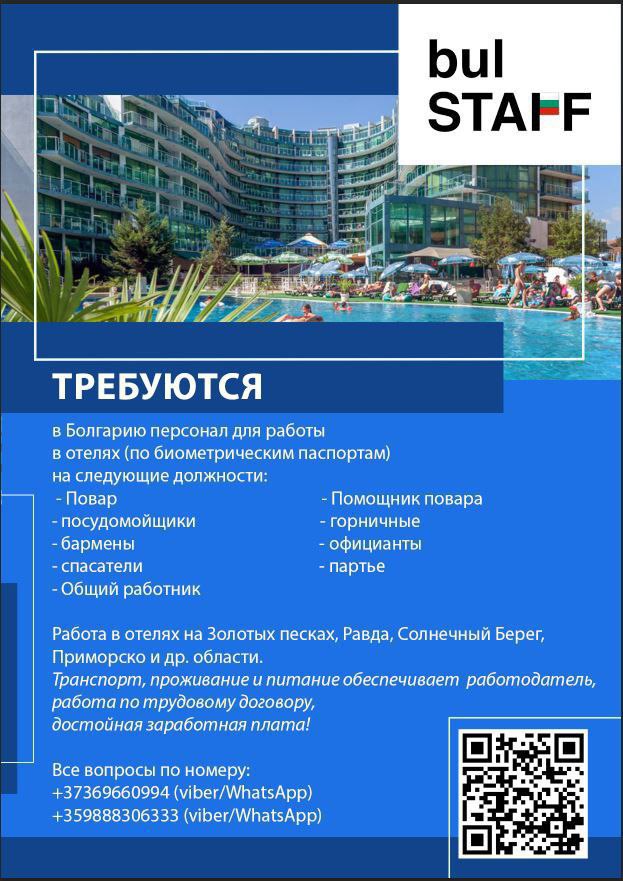 bul
STAFF
ТРЕБУЮТСЯ
в Болгарию персонал для работы
в отелях (по биометрическим паспортам)
на следующие должности:
- Повар - Помощник повара
- посудомойщики - горничные
- бармены - официанты
- спасатели - партье
- Общий работник
Работа в отелях на Золотых песках, Равда, Солнечный Берег,
Приморско и др. области.
Транспорт, проживание и питание обеспечивает работодатель,
работа по трудовому договору,
достойная заработная плата!
Все вопросы по номеру:
+37369660994 (viber/WhatsApp)
+359888306333 (viber/WhatsApp)